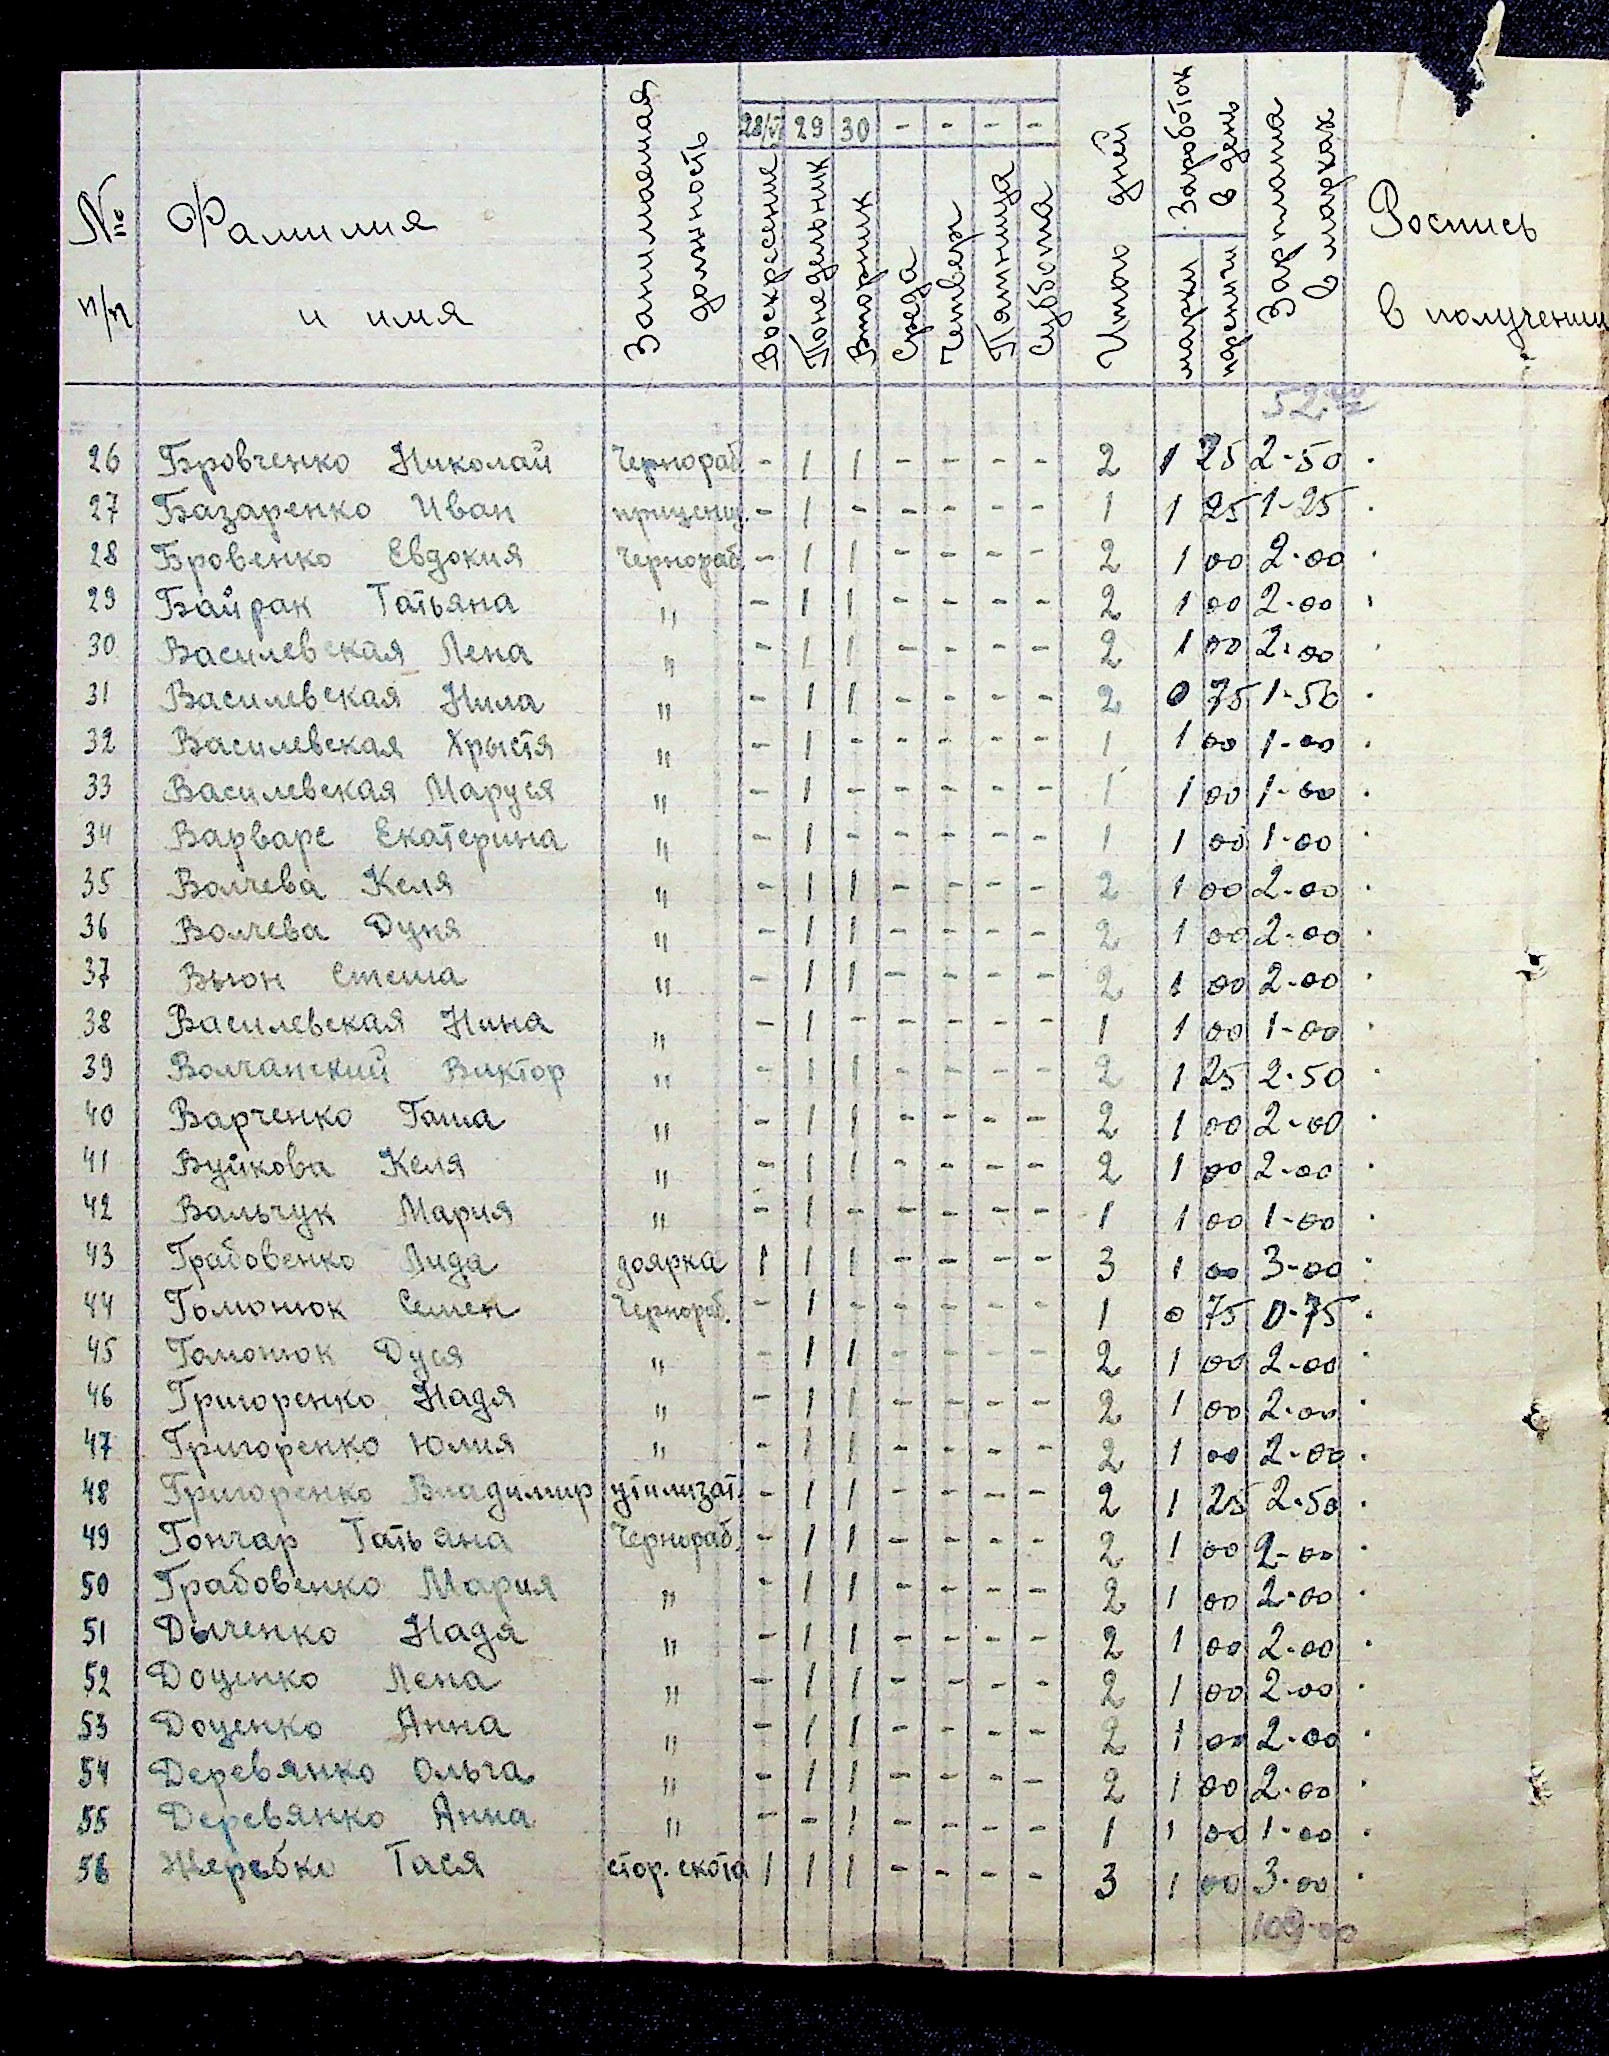 № п/п Фамилия и имя Занимаемая должность 28/VI 29 30 - - - - Воскресение Понедельник Вторник Среда Четверг Пятница Суббота Итого дней Заработок в день марки пфениги Зарплата в марках Роспись в получении
52
26 Бровченко Николай Чернораб. - 1 1 - - - - 2 1 25 2-50
27 Базаренко Иван прицепщ. - 1 - - - - - 1 1 25 1-25
28 Бровенко Евдокия Чернораб. - 1 1 - - - - 2 1 00 2-00
29 Байрак Татьяна " - 1 1 - - - - 2 1 00 2-00
30 Василевская Лена " - 1 1 - - - - 2 1 00 2-00
31 Василевская Нила " - 1 1 - - - - 2 0 75 1-50
32 Василевская Хрыстя " - 1 - - - - - 1 1 00 1-00
33 Василевская Маруся " - 1 - - - - - 1 1 00 1-00
34 Варваре Екатерина " - 1 - - - - - 1 1 00 1-00
35 Волчева Келя " - 1 1 - - - - 2 1 00 2-00
36 Волчева Дуня " - 1 1 - - - - 2 1 00 2-00
37 Вьюн Стеша " - 1 1 - - - - 2 1 00 2-00
38 Василевская Нина " - 1 - - - - - 1 1 00 1-00
39 Волчанский Виктор " - 1 1 - - - - 2 1 25 2-50
40 Варченко Гаша " - 1 1 - - - - 2 1 00 2-00
41 Вуйкова Келя " - 1 1 - - - - 2 1 00 2-00
42 Вальчук Мария " - 1 - - - - - 1 1 00 1-00
43 Грабовенко Лида доярка 1 1 1 - - - - 3 1 00 3-00
44 Гомонюк Семен Чернораб. - 1 - - - - - 1 0 75 0-75
45 Гомонюк Дуся " - 1 1 - - - - 2 1 00 2-00
46 Григоренко Надя " - 1 1 - - - - 2 1 00 2-00
47 Григоренко Юлия " - 1 1 - - - - 2 1 00 2-00
48 Григоренко Владимир утилизат. - 1 1 - - - - 2 1 25 2-50
49 Гончар Татьяна Чернораб. - 1 1 - - - - 2 1 00 2-00
50 Грабовенко Мария " - 1 1 - - - - 2 1 00 2-00
51 Дыченко Надя " - 1 1 - - - - 2 1 00 2-00
52 Доценко Лена " - 1 1 - - - - 2 1 00 2-00
53 Доценко Анна " - 1 1 - - - - 2 1 00 2-00
54 Деревянко Ольга " - 1 1 - - - - 2 1 00 2-00
55 Деревянко Анна " - - 1 - - - - 1 1 00 1-00
56 Жеребко Тася стор. скота 1 1 1 - - - - 3 1 00 3-00
109-00